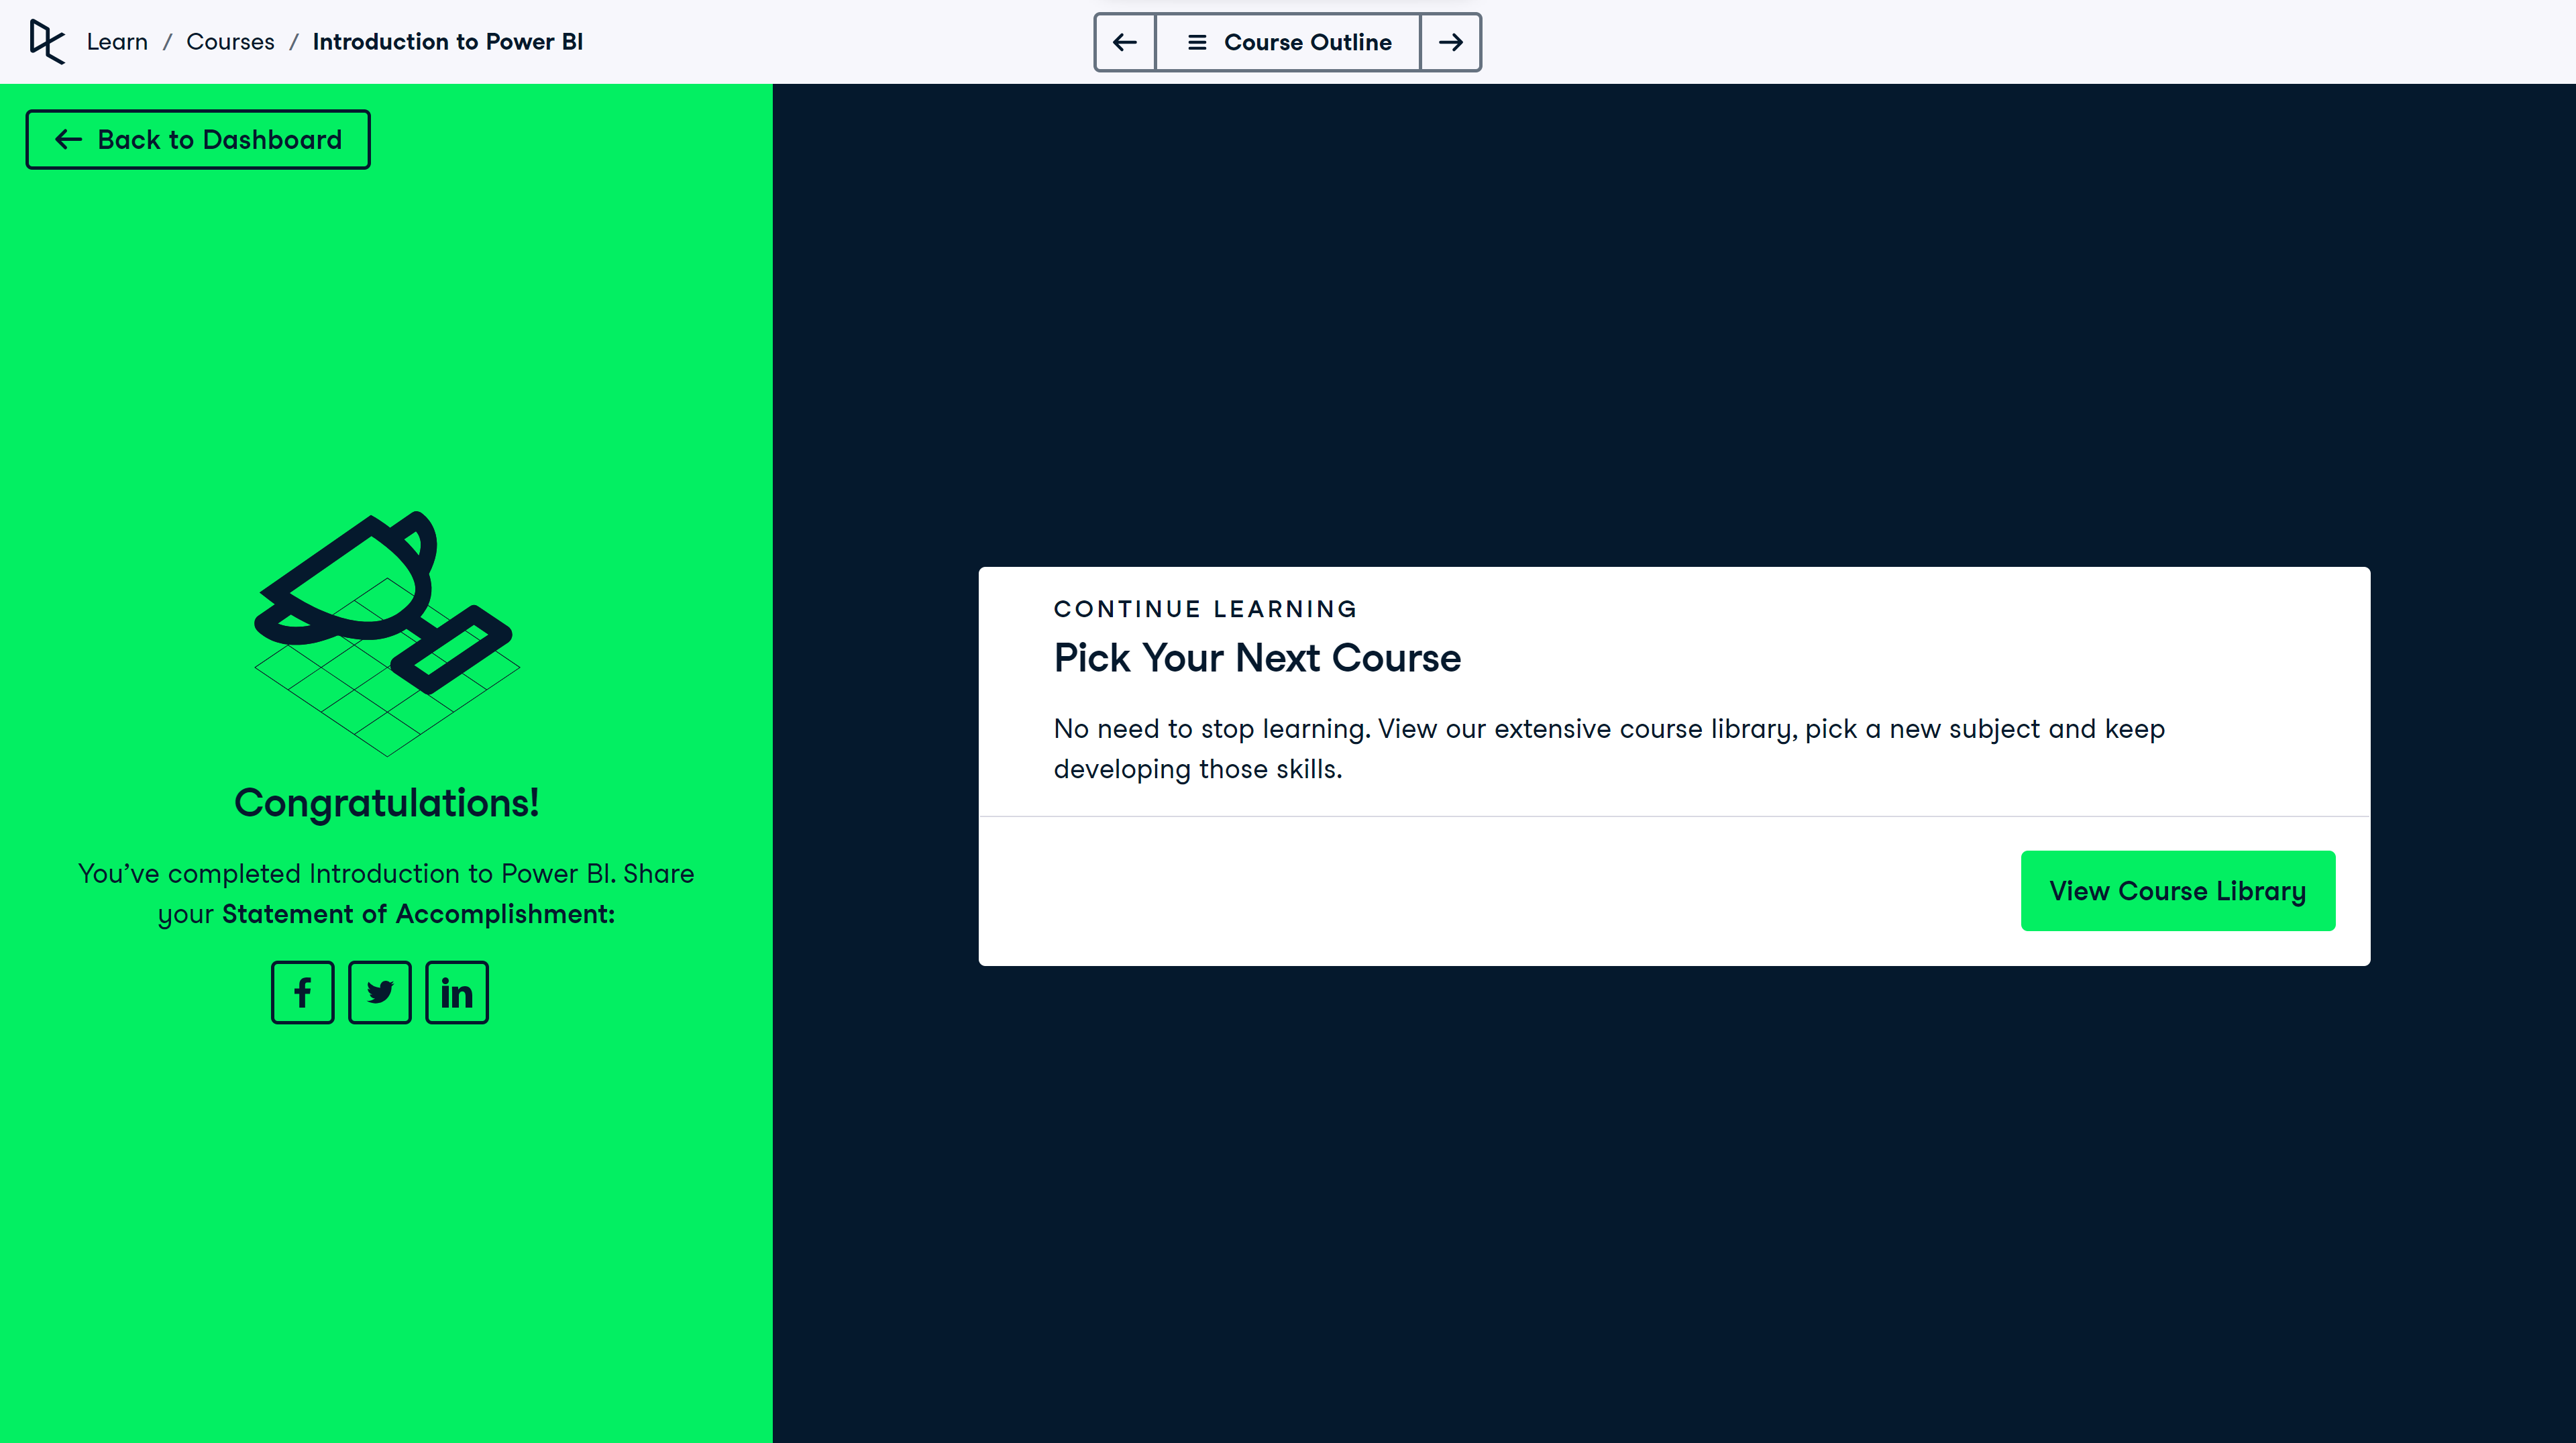 Learn / Courses / Introduction to Power BI
Course Outline
Back to Dashboard
Congratulations!
You’ve completed Introduction to Power BI. Share
your Statement of Accomplishment:
f
in
CONTINUE LEARNING
Pick Your Next Course
No need to stop learning. View our extensive course library, pick a new subject and keep
developing those skills.
View Course Library